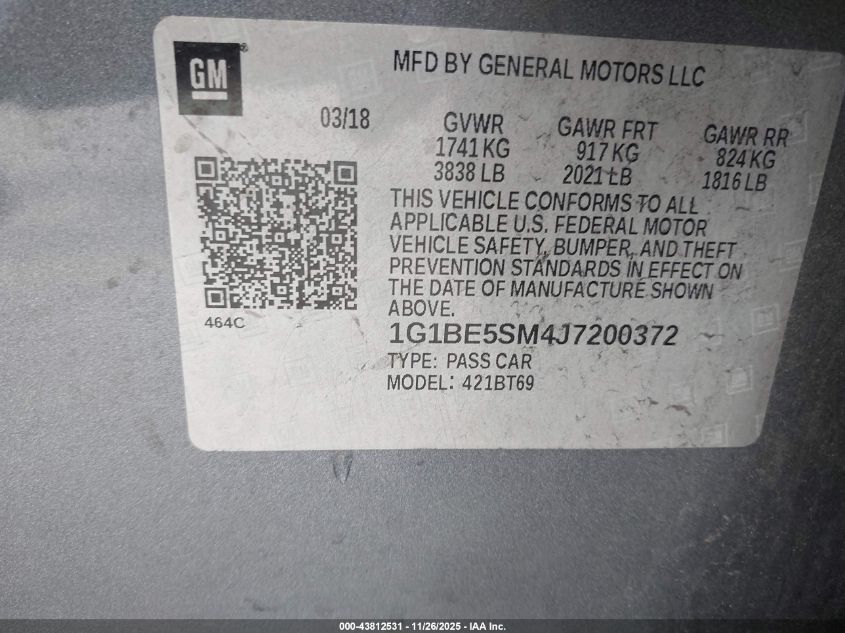 GM
MFD BY GENERAL MOTORS LLC
03/18
GVWR GAWR FRT GAWR RR
1741 KG 917 KG 824 KG
3838 LB 2021 LB 1816 LB
THIS VEHICLE CONFORMS TO ALL
APPLICABLE U.S. FEDERAL MOTOR
VEHICLE SAFETY, BUMPER, AND THEFT
PREVENTION STANDARDS IN EFFECT ON
THE DATE OF MANUFACTURE SHOWN
ABOVE.
464C
1G1BE5SM4J7200372
TYPE: PASS CAR
MODEL: 421BT69
000-43812531 - 11/26/2025 - IAA Inc.